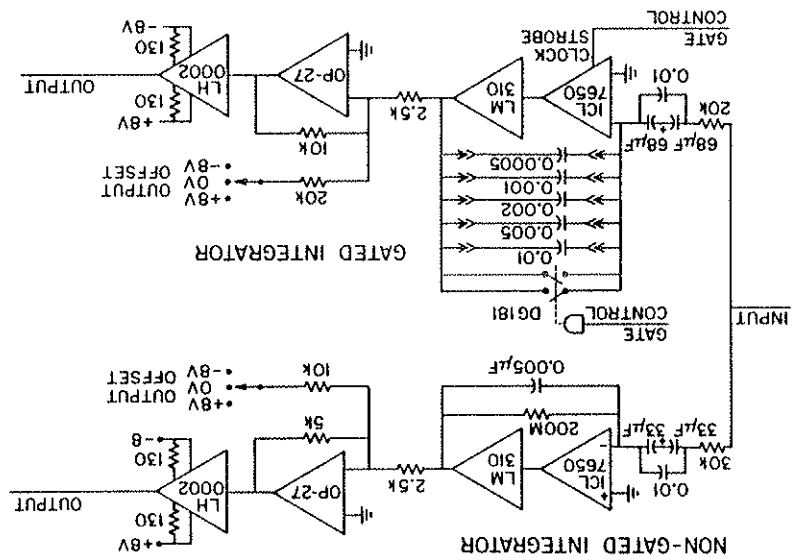 NON-GATED INTEGRATOR
30k
0.01
33µF
+
33µF
+
-
ICL
7650
LM
310
200M
0.005µF
2.5k
OP-27
5k
10k
+8V
0V
-8V
OUTPUT
OFFSET
+8V
130
LH
0002
130
-8
OUTPUT
INPUT
GATE
CONTROL
DG181
GATED INTEGRATOR
0.01
0.005
0.002
0.001
0.0005
20k
68µF
+
68µF
0.01
ICL
7650
LM
310
CLOCK
STROBE
GATE
CONTROL
2.5k
20k
10k
+8V
0V
-8V
OUTPUT
OFFSET
OP-27
+8V
130
LH
0002
130
-8V
OUTPUT